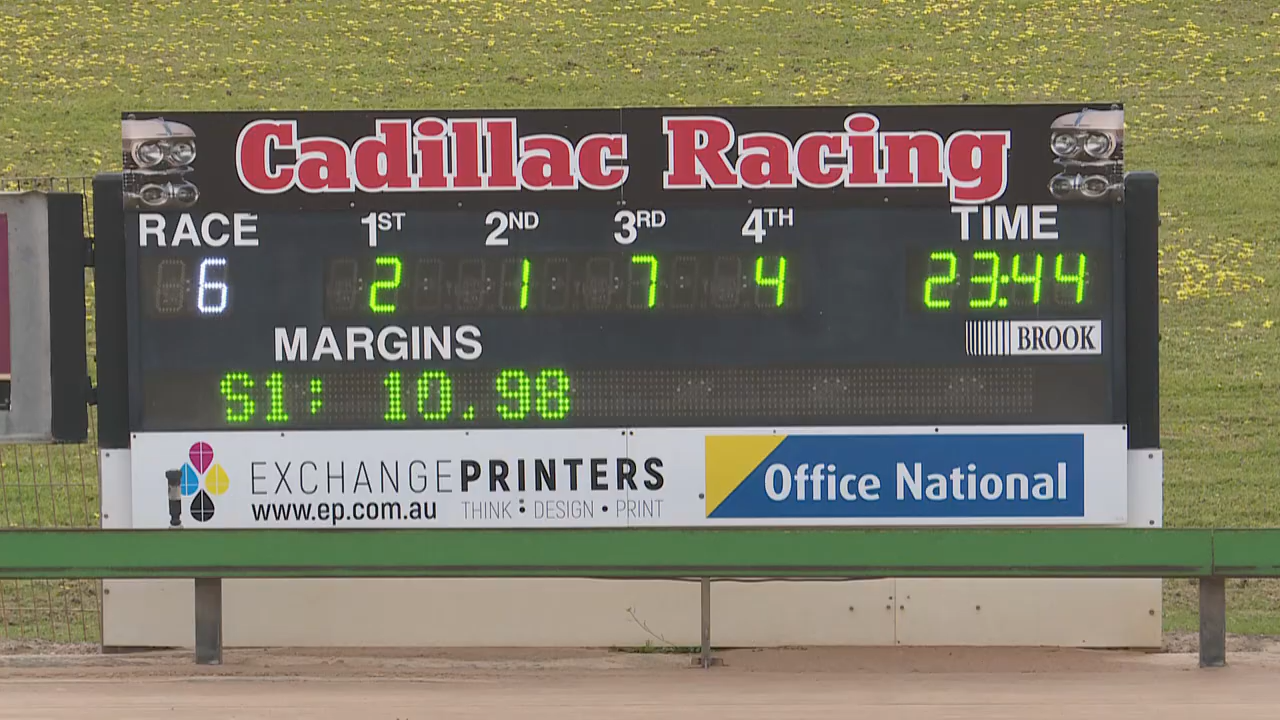 Cadillac Racing
RACE 1ST 2ND 3RD 4TH TIME
6 2 1 7 4 23:44
MARGINS BROOK
S1: 10.98
EXCHANGEPRINTERS
www.ep.com.au THINK : DESIGN • PRINT
Office National